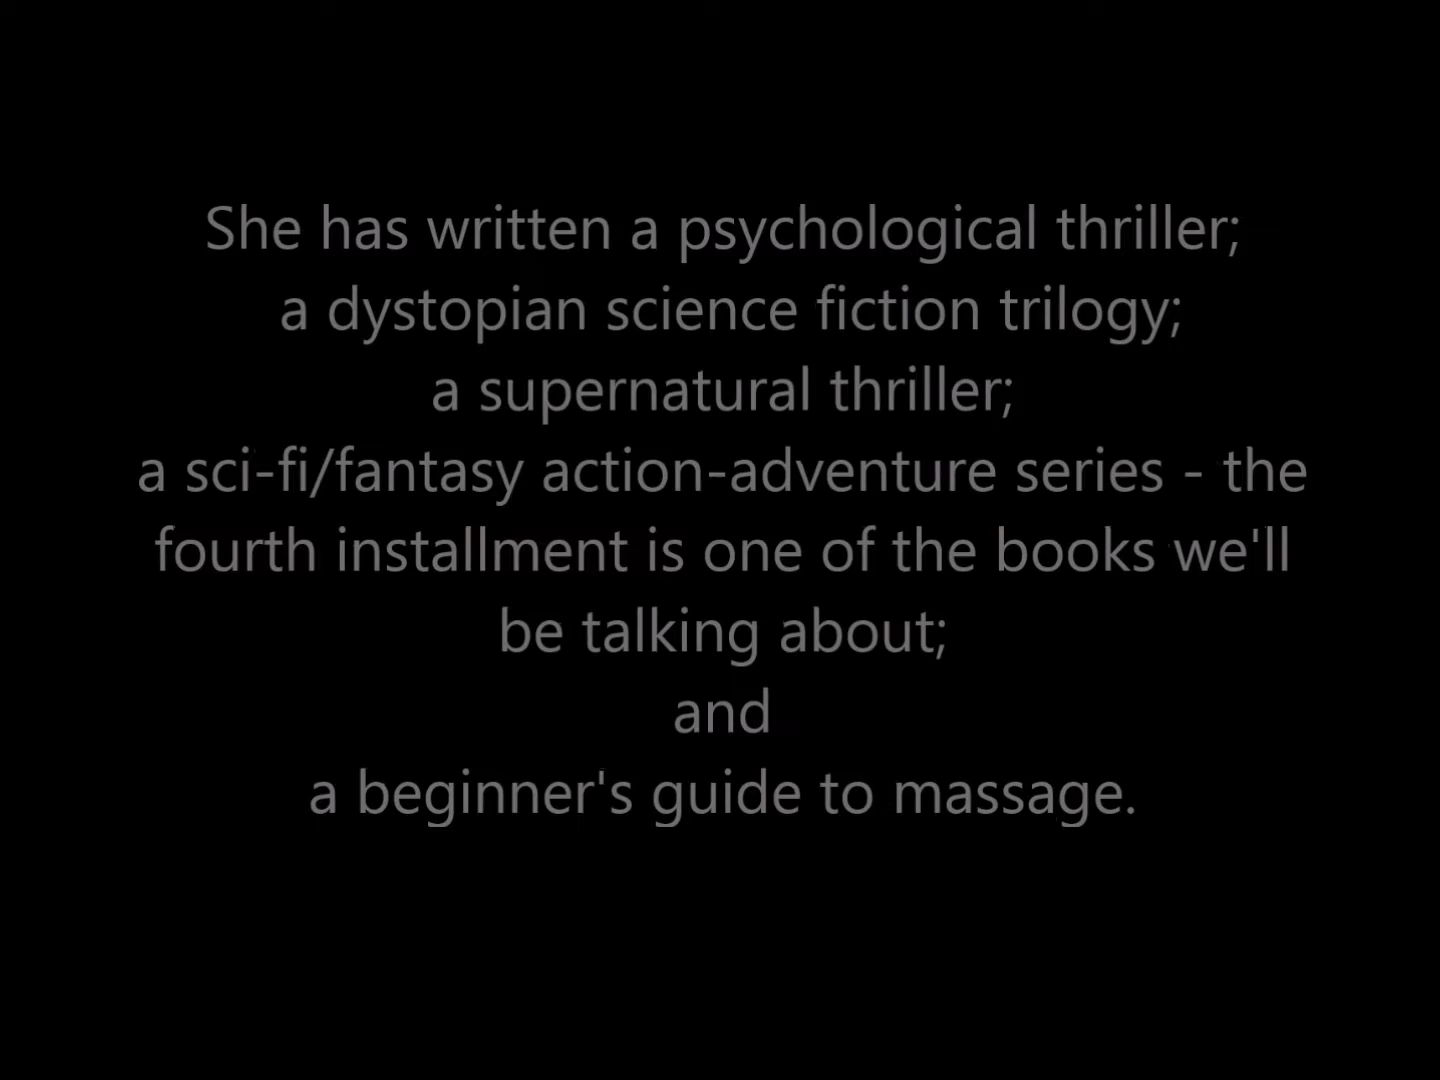 She has written a psychological thriller;
a dystopian science fiction trilogy;
a supernatural thriller;
a sci-fi/fantasy action-adventure series - the
fourth installment is one of the books we'll
be talking about;
and
a beginner's guide to massage.